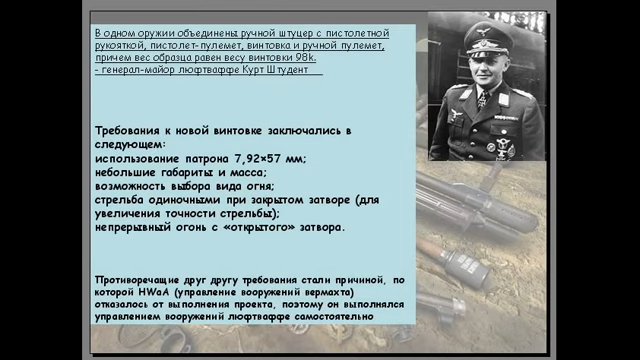 В одном оружии объединены ручной штуцер с пистолетной
рукояткой, пистолет-пулемет, винтовка и ручной пулемет,
причем вес образца равен весу винтовки 98k.
- генерал-майор люфтваффе Курт Штудент
Требования к новой винтовке заключались в
следующем:
использование патрона 7,92×57 мм;
небольшие габариты и масса;
возможность выбора вида огня;
стрельба одиночными при закрытом затворе (для
увеличения точности стрельбы);
непрерывный огонь с «открытого» затвора.
Противоречащие друг другу требования стали причиной, по
которой HWaA (управление вооружений вермахта)
отказалось от выполнения проекта, поэтому он выполнялся
управлением вооружений люфтваффе самостоятельно